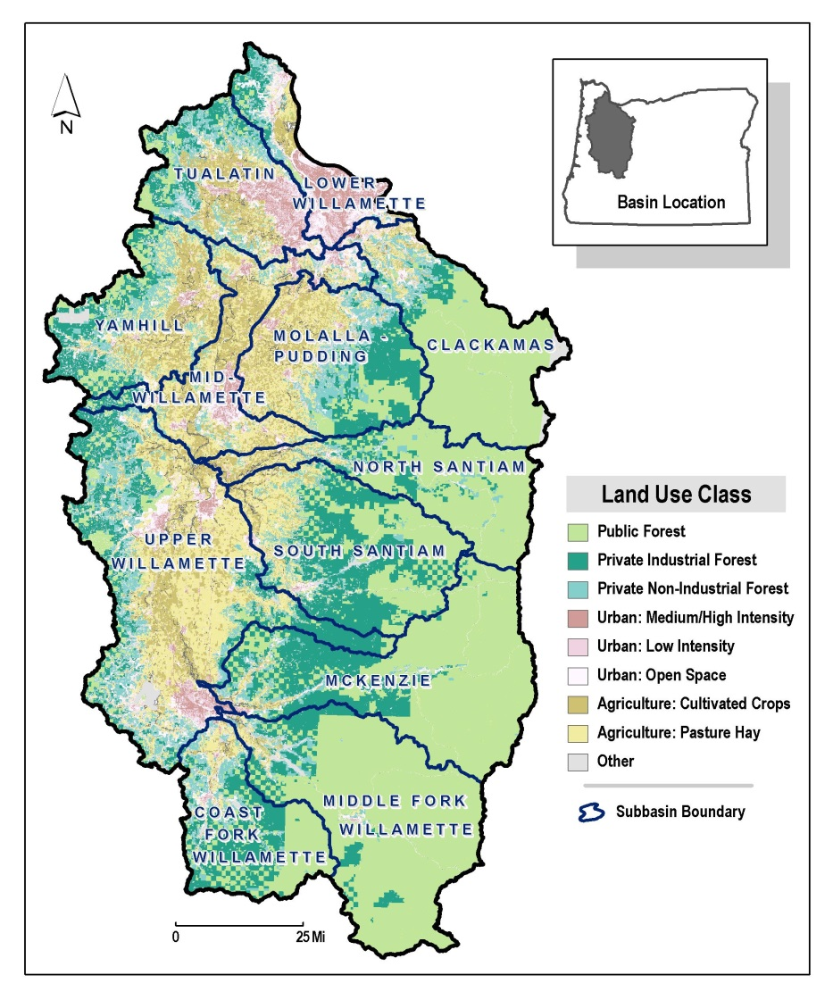 N
Basin Location
TUALATIN
LOWER
WILLAMETTE
YAMHILL
MOLALLA -
PUDDING
CLACKAMAS
MID-
WILLAMETTE
NORTH SANTIAM
UPPER
WILLAMETTE
SOUTH SANTIAM
MCKENZIE
MIDDLE FORK
WILLAMETTE
COAST
FORK
WILLAMETTE
0 25 Mi
Land Use Class
Public Forest
Private Industrial Forest
Private Non-Industrial Forest
Urban: Medium/High Intensity
Urban: Low Intensity
Urban: Open Space
Agriculture: Cultivated Crops
Agriculture: Pasture Hay
Other
Subbasin Boundary